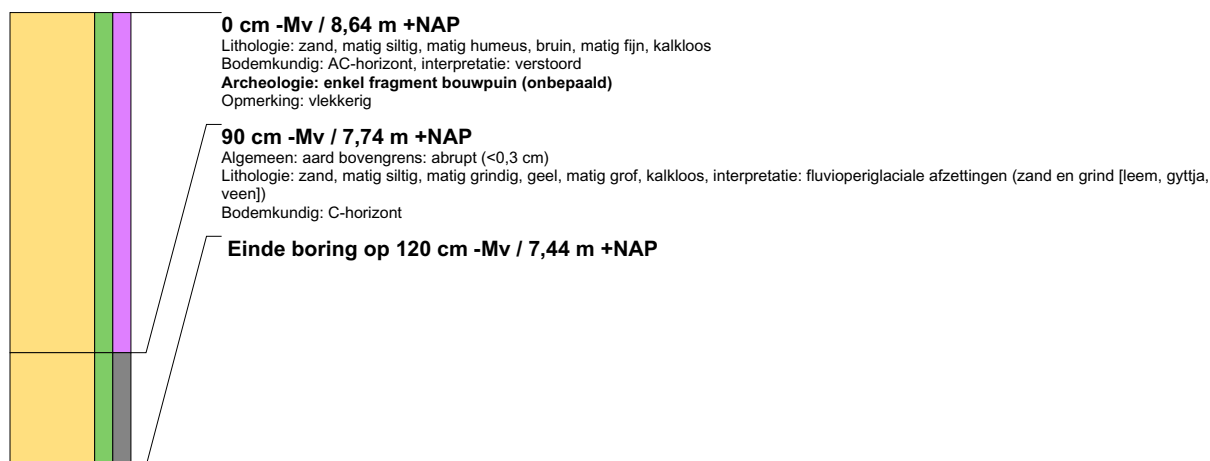 0 cm -Mv / 8,64 m +NAP
Lithologie: zand, matig siltig, matig humeus, bruin, matig fijn, kalkloos
Bodemkundig: AC-horizont, interpretatie: verstoord
Archeologie: enkel fragment bouwpuin (onbepaald)
Opmerking: vlekkerig
90 cm -Mv / 7,74 m +NAP
Algemeen: aard bovengrens: abrupt (<0,3 cm)
Lithologie: zand, matig siltig, matig grindig, geel, matig grof, kalkloos, interpretatie: fluvioperiglaciale afzettingen (zand en grind [leem, gyttja,
veen])
Bodemkundig: C-horizont
Einde boring op 120 cm -Mv / 7,44 m +NAP